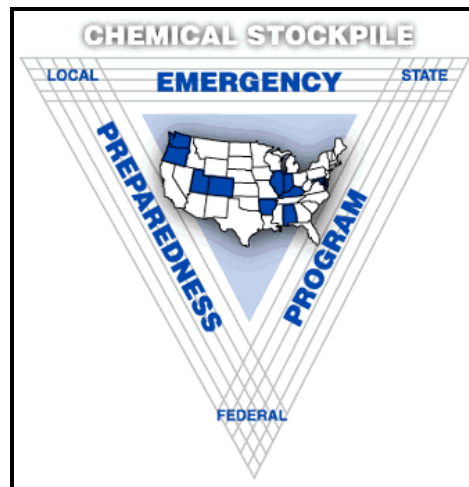 CHEMICAL STOCKPILE
LOCAL
EMERGENCY
STATE
PREPAREDNESS
PROGRAM
FEDERAL